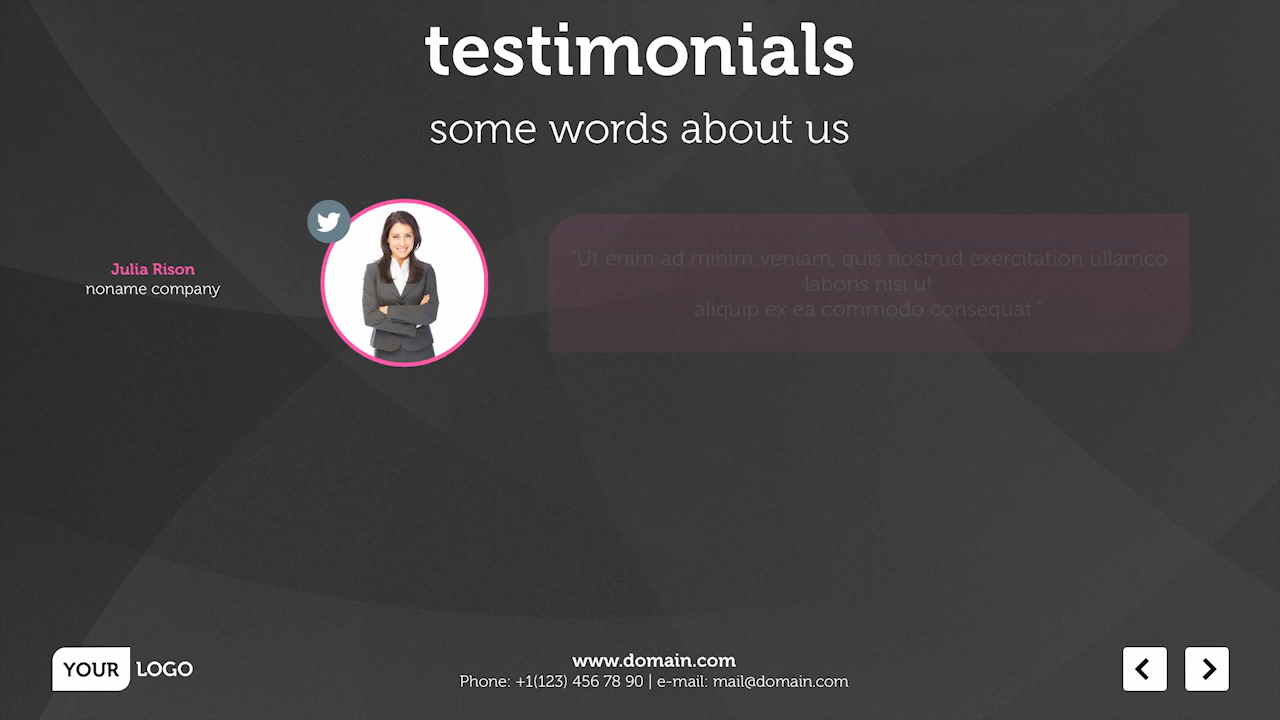 testimonials
some words about us
Julia Rison
noname company
"Ut enim ad minim veniam, quis nostrud exercitation ullamco
laboris nisi ut
aliquip ex ea commodo consequat."
YOUR LOGO
www.domain.com
Phone: +1(123) 456 78 90 | e-mail: mail@domain.com